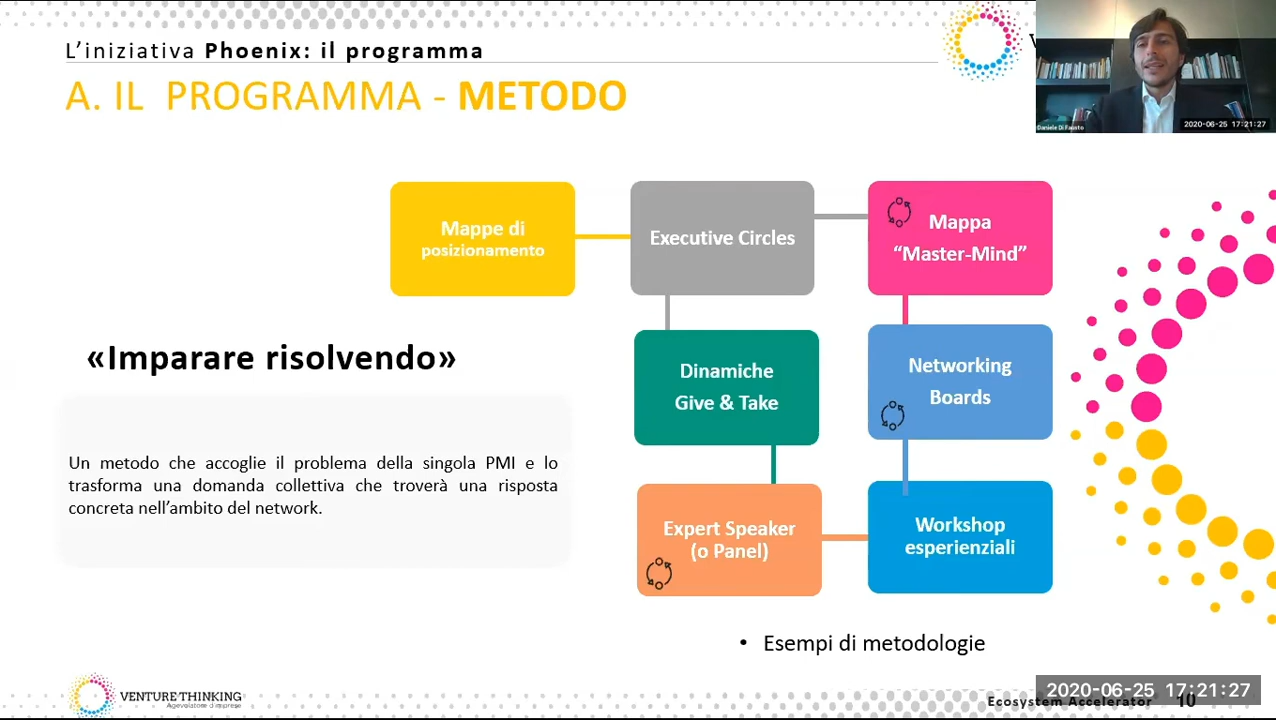 L'iniziativa Phoenix: il programma
A. IL PROGRAMMA - METODO
Daniele Di Fausto
2020-06-25 17:21:27
Mappe di
posizionamento
Executive Circles
Mappa
“Master-Mind”
«Imparare risolvendo»
Dinamiche
Give & Take
Networking
Boards
Un metodo che accoglie il problema della singola PMI e lo
trasforma una domanda collettiva che troverà una risposta
concreta nell'ambito del network.
Expert Speaker
(o Panel)
Workshop
esperienziali
• Esempi di metodologie
VENTURE THINKING
Agevolatore d'imprese
Ecosystem Accelerator 10
2020-06-25 17:21:27